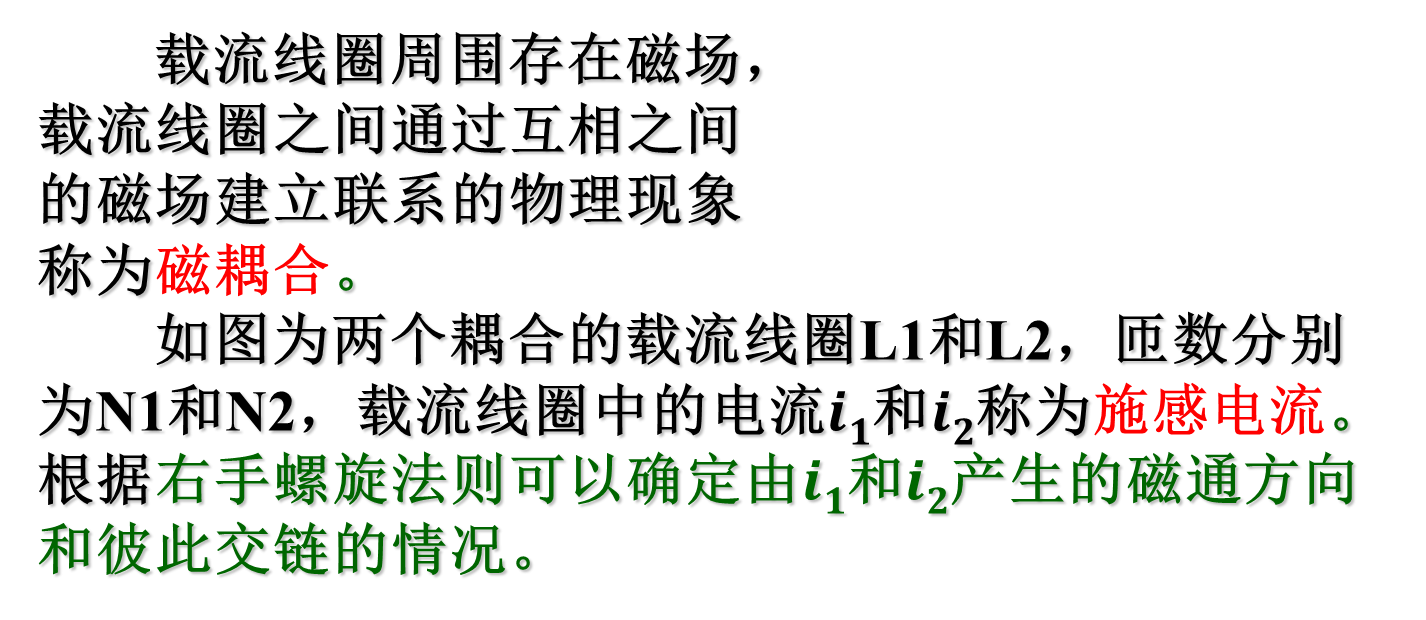 载流线圈周围存在磁场，
载流线圈之间通过互相之间
的磁场建立联系的物理现象
称为磁耦合。
如图为两个耦合的载流线圈L1和L2，匝数分别
为N1和N2，载流线圈中的电流i₁和i₂称为施感电流。
根据右手螺旋法则可以确定由i₁和i₂产生的磁通方向
和彼此交链的情况。